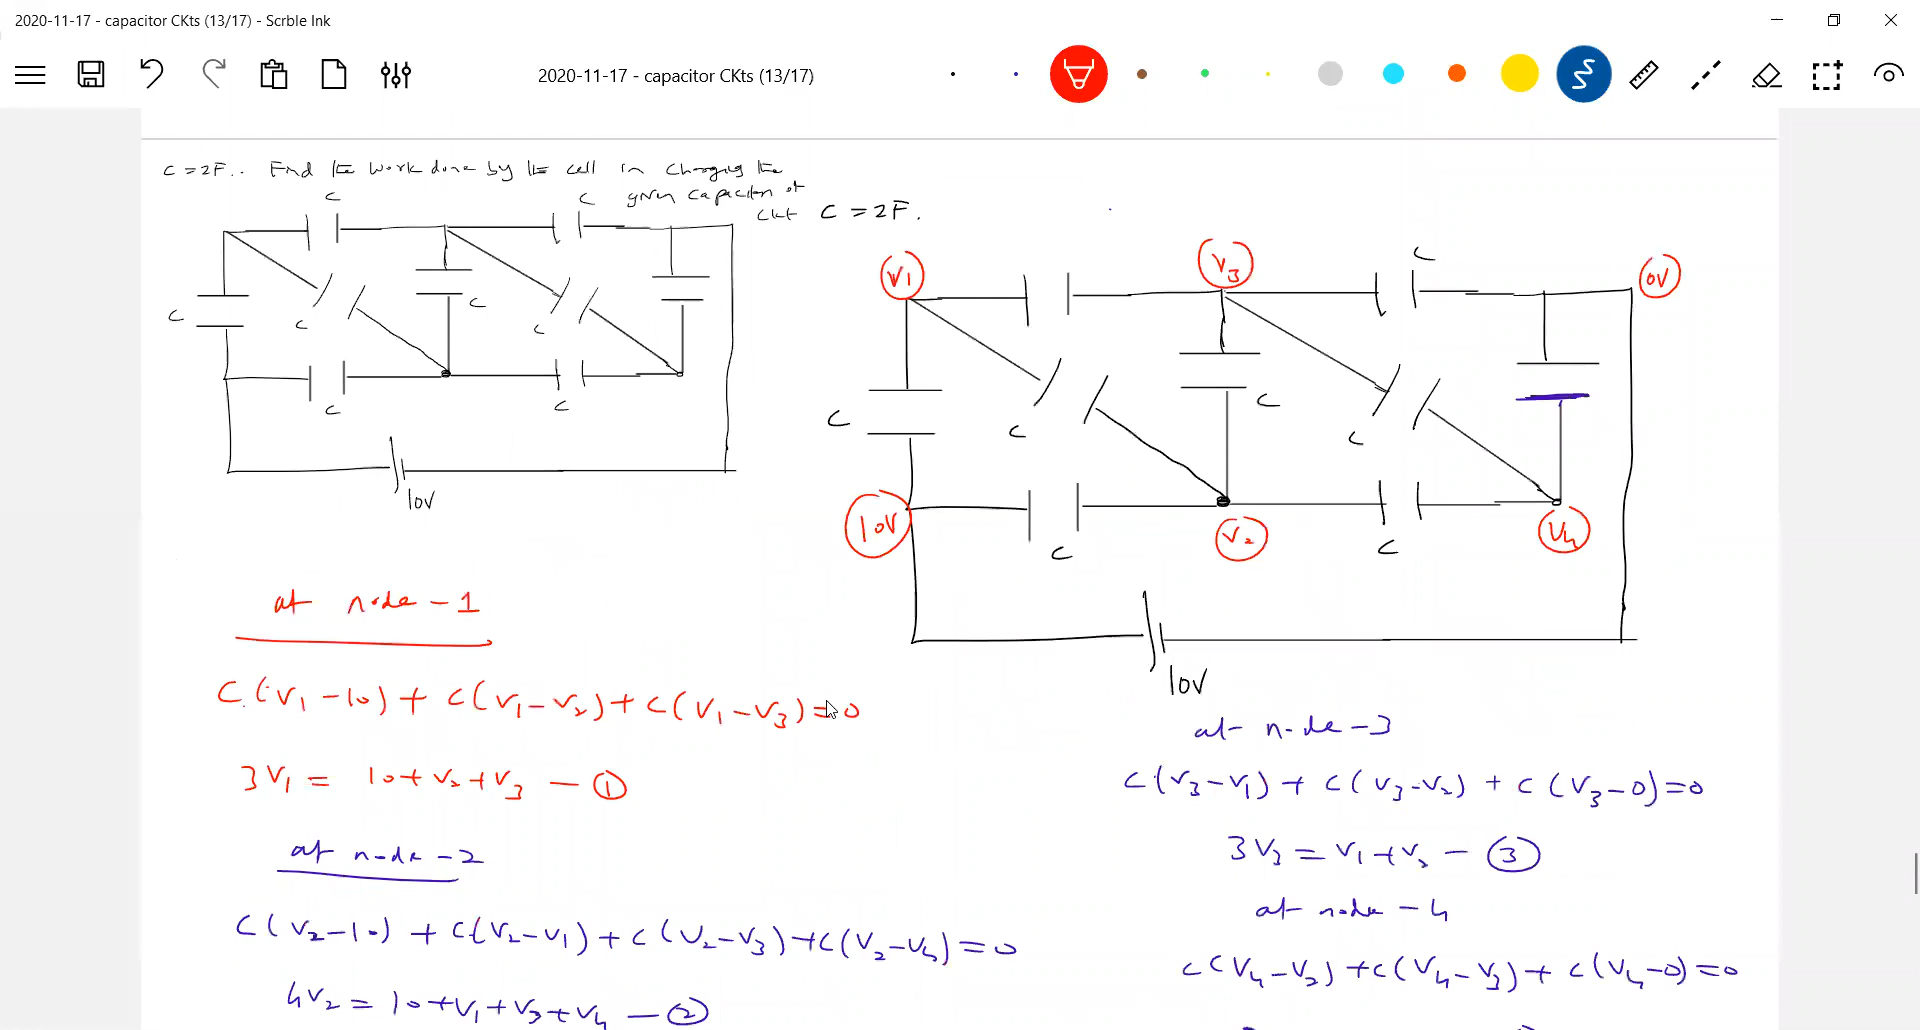 2020-11-17 - capacitor CKts (13/17) - Scrble Ink
2020-11-17 - capacitor CKts (13/17)
C = 2F.. Find the work done by the cell in charging the
given capacitor
ckt
C = 2F.
C
C
C
C
C
C
C
C
10V
V1
V3
C
0V
C
C
C
C
10V
C
V2
C
V4
10V
at node - 1
C(V1 - 10) + C(V1 - V2) + C(V1 - V3) = 0
3V1 = 10 + V2 + V3 - ①
at node - 2
C(V2 - 10) + C(V2 - V1) + C(V2 - V3) + C(V2 - V4) = 0
4V2 = 10 + V1 + V3 + V4 - ②
at node - 3
C(V3 - V1) + C(V3 - V2) + C(V3 - 0) = 0
3V3 = V1 + V2 - ③
at node - 4
C(V4 - V2) + C(V4 - V3) + C(V4 - 0) = 0